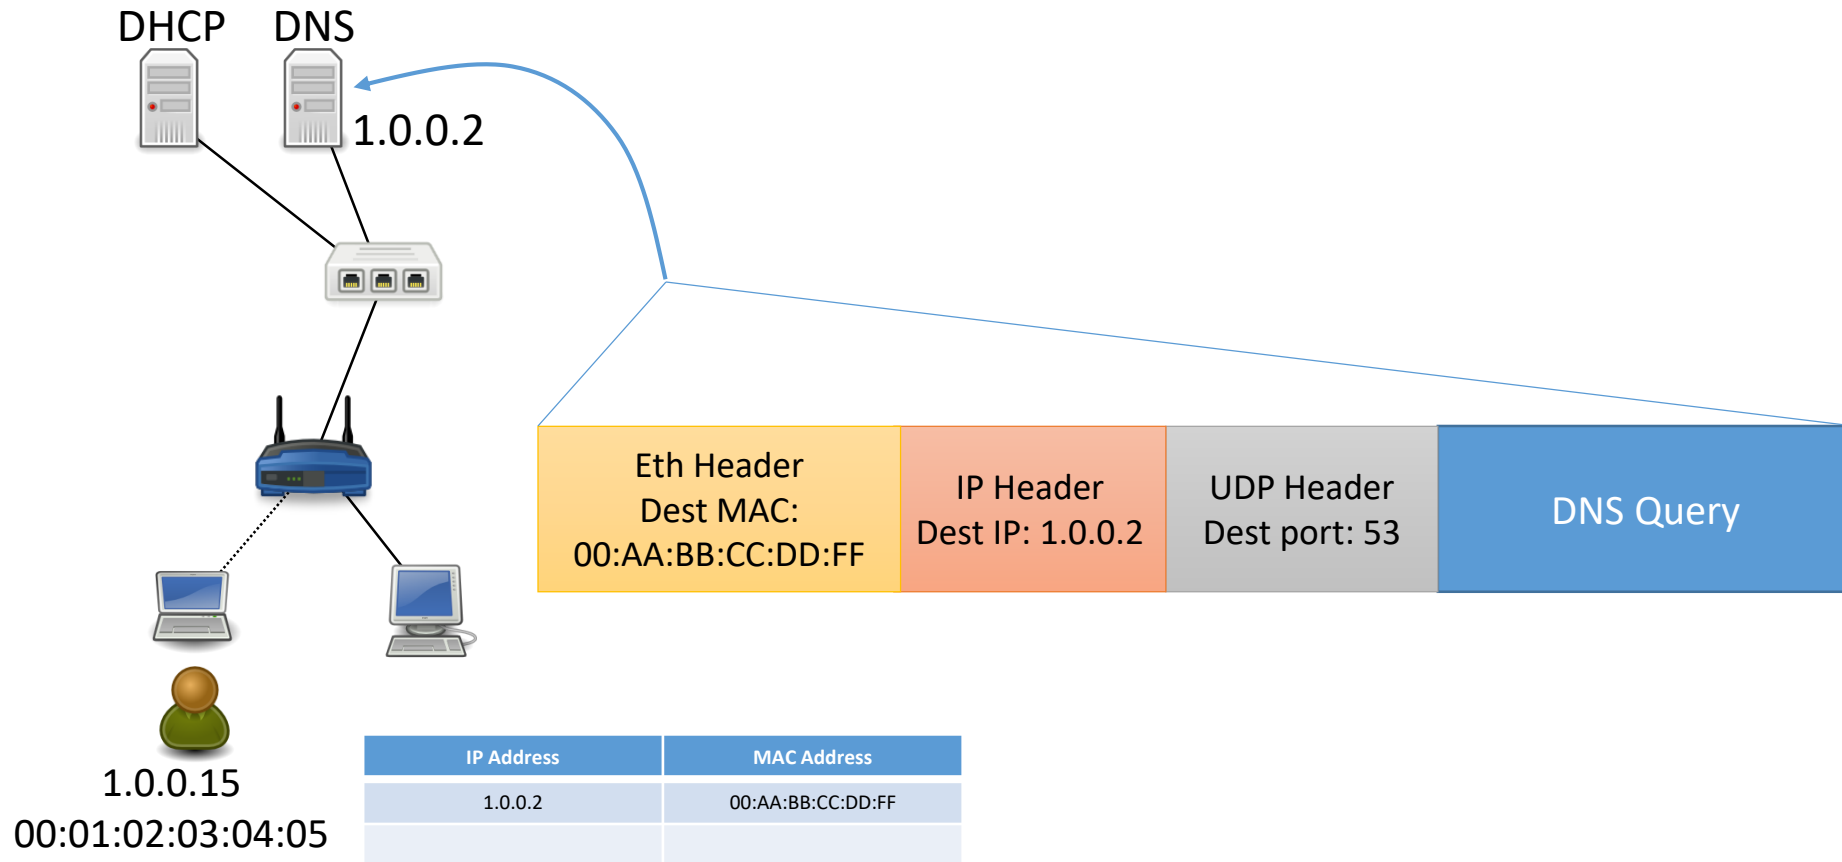 DHCP
DNS
1.0.0.2
Eth Header
Dest MAC:
00:AA:BB:CC:DD:FF
IP Header
Dest IP: 1.0.0.2
UDP Header
Dest port: 53
DNS Query
1.0.0.15
00:01:02:03:04:05
IP Address
MAC Address
1.0.0.2
00:AA:BB:CC:DD:FF